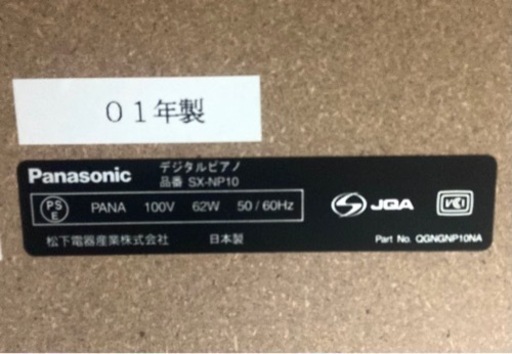 01年製
Panasonic デジタルピアノ
品番 SX-NP10
PS E PANA 100V 62W 50/60Hz
JQA VCI
松下電器産業株式会社 日本製
Part No. QGNGNP10NA